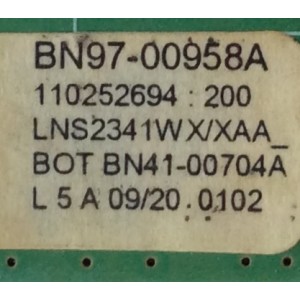 BN97-00958A
110252694 : 200
LNS2341WX/XAA_
BOT BN41-00704A
L 5 A 09/20 0102